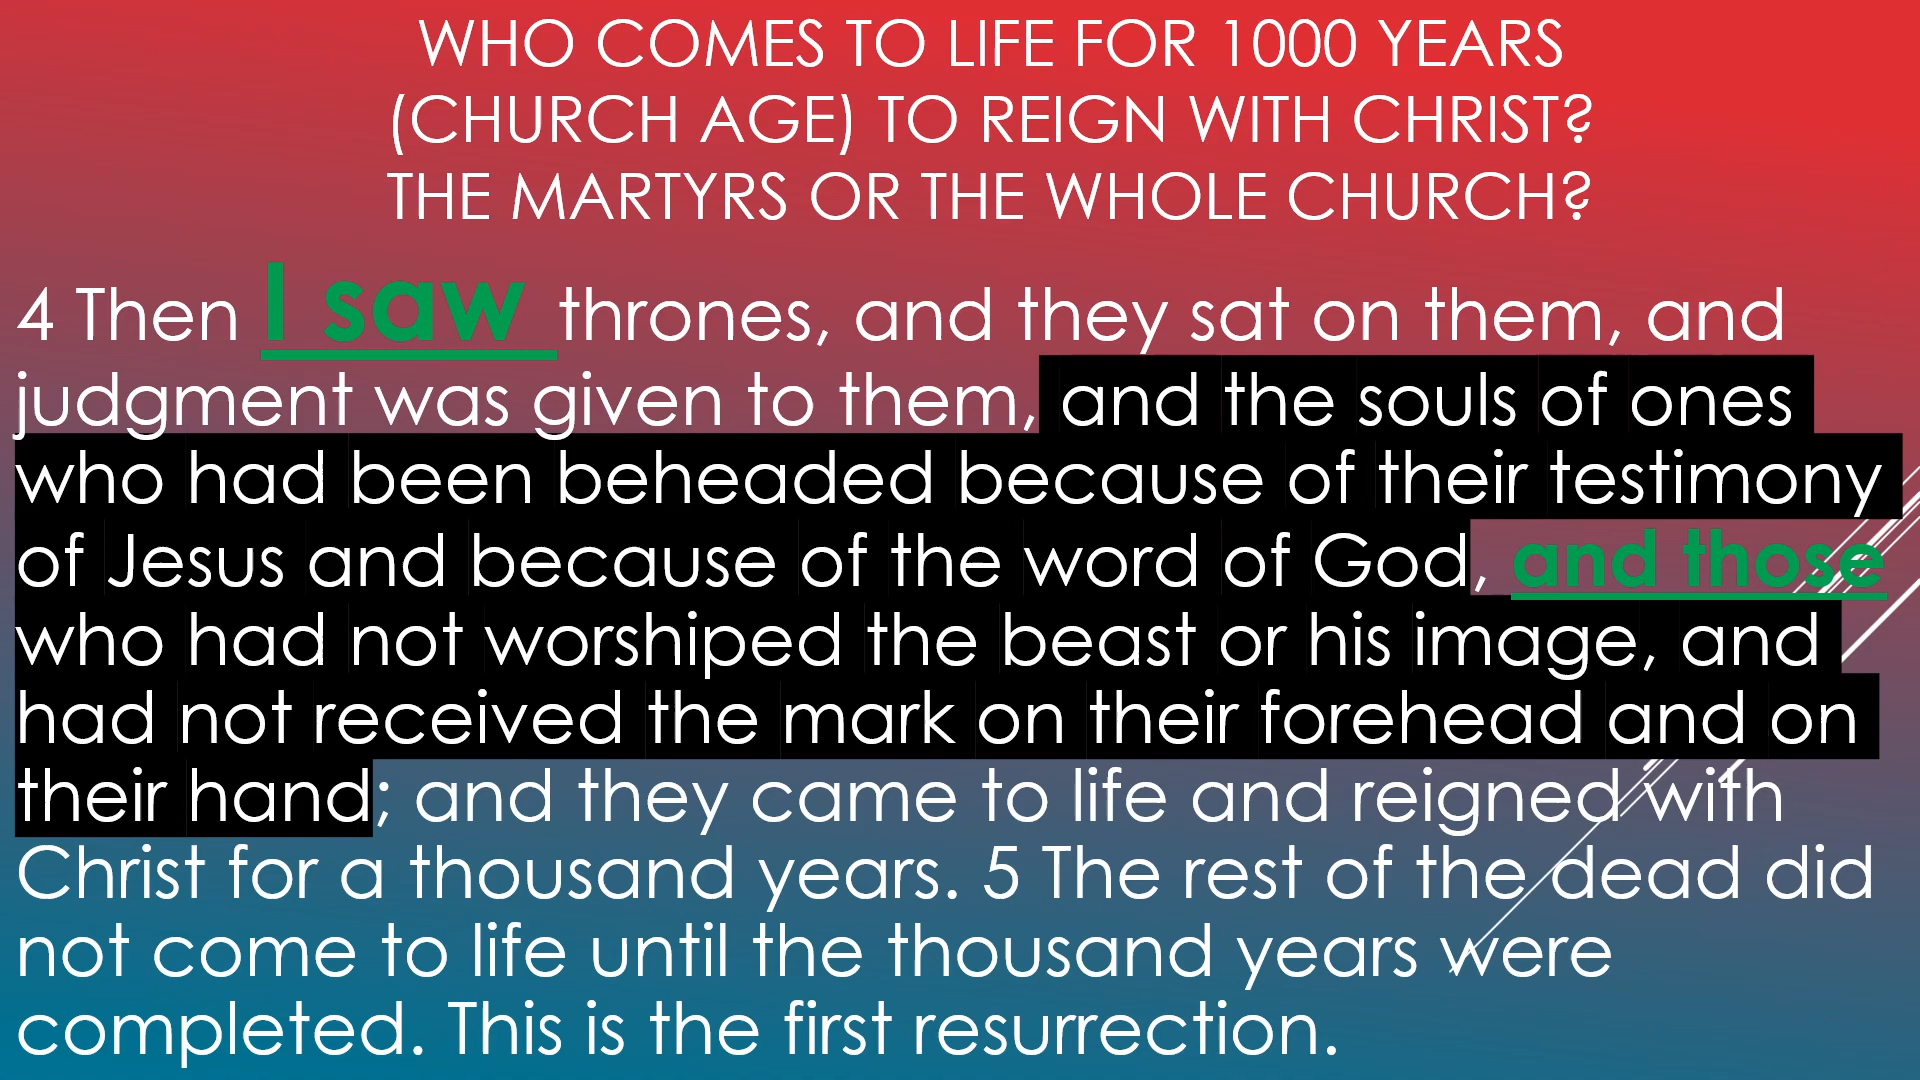 WHO COMES TO LIFE FOR 1000 YEARS
(CHURCH AGE) TO REIGN WITH CHRIST?
THE MARTYRS OR THE WHOLE CHURCH?
4 Then I saw thrones, and they sat on them, and
judgment was given to them, and the souls of ones
who had been beheaded because of their testimony
of Jesus and because of the word of God, and those
who had not worshiped the beast or his image, and
had not received the mark on their forehead and on
their hand; and they came to life and reigned with
Christ for a thousand years. 5 The rest of the dead did
not come to life until the thousand years were
completed. This is the first resurrection.